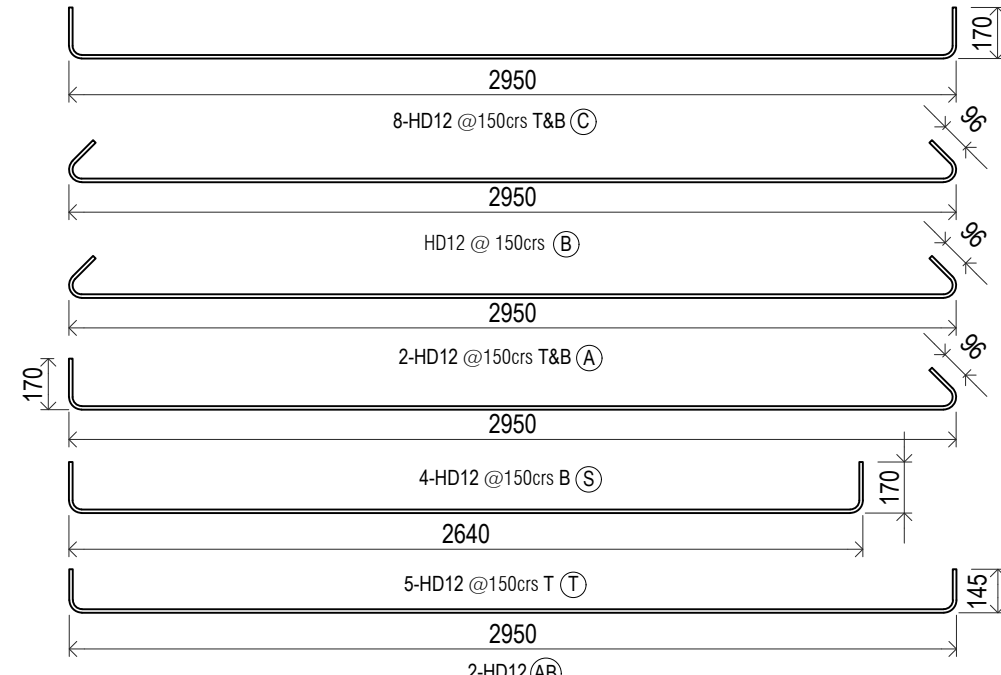 170
2950
8-HD12 @150crs T&B C
96
2950
HD12 @ 150crs B
96
2950
2-HD12 @150crs T&B A
96
170
2950
4-HD12 @150crs B S
170
2640
5-HD12 @150crs T T
145
2950
2-HD12 AB